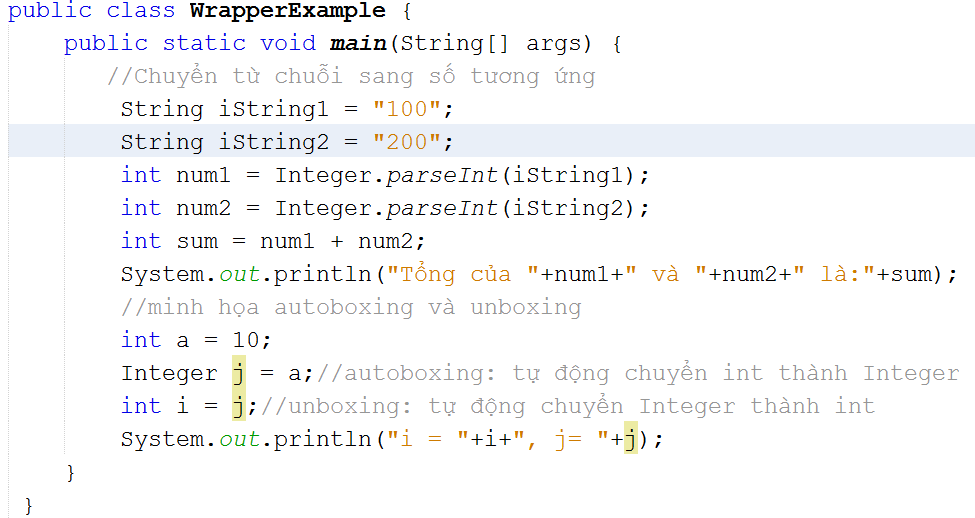 public class WrapperExample {
public static void main(String[] args) {
//Chuyển từ chuỗi sang số tương ứng
String iString1 = "100";
String iString2 = "200";
int num1 = Integer.parseInt(iString1);
int num2 = Integer.parseInt(iString2);
int sum = num1 + num2;
System.out.println("Tổng của "+num1+" và "+num2+" là:"+sum);
//minh họa autoboxing và unboxing
int a = 10;
Integer j = a;//autoboxing: tự động chuyển int thành Integer
int i = j;//unboxing: tự động chuyển Integer thành int
System.out.println("i = "+i+", j= "+j);
}
}